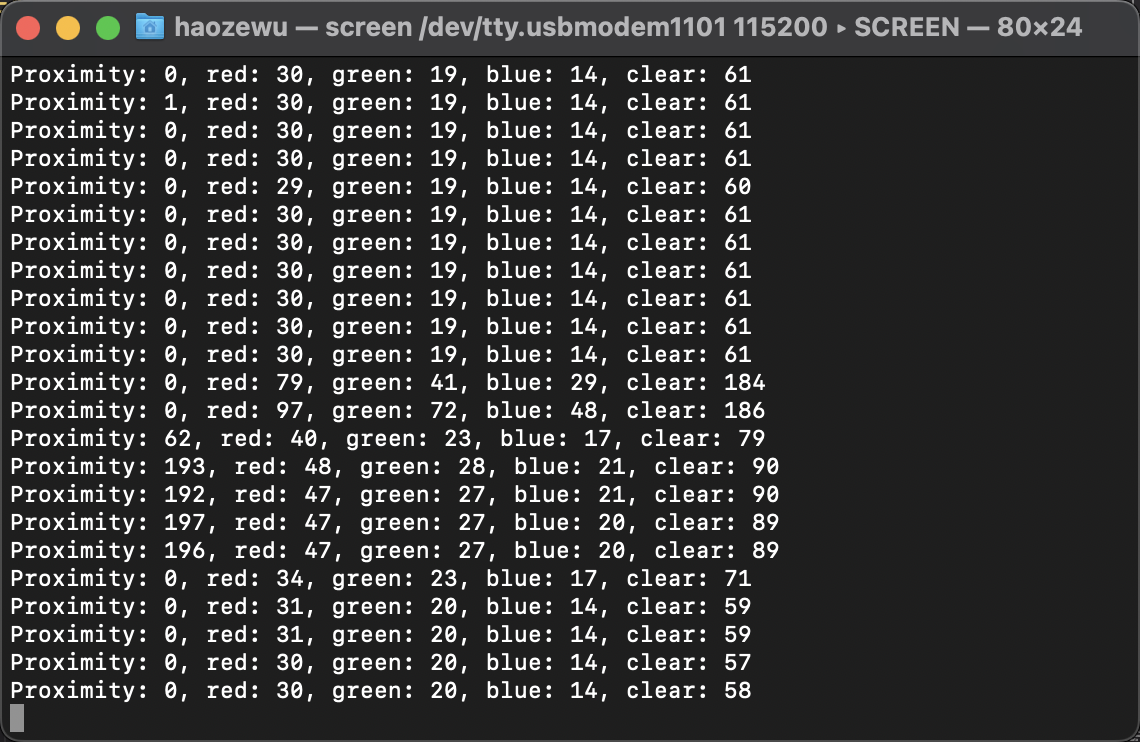 haozewu — screen /dev/tty.usbmodem1101 115200 ▸ SCREEN — 80×24
Proximity: 0, red: 30, green: 19, blue: 14, clear: 61
Proximity: 1, red: 30, green: 19, blue: 14, clear: 61
Proximity: 0, red: 30, green: 19, blue: 14, clear: 61
Proximity: 0, red: 30, green: 19, blue: 14, clear: 61
Proximity: 0, red: 29, green: 19, blue: 14, clear: 60
Proximity: 0, red: 30, green: 19, blue: 14, clear: 61
Proximity: 0, red: 30, green: 19, blue: 14, clear: 61
Proximity: 0, red: 30, green: 19, blue: 14, clear: 61
Proximity: 0, red: 30, green: 19, blue: 14, clear: 61
Proximity: 0, red: 30, green: 19, blue: 14, clear: 61
Proximity: 0, red: 30, green: 19, blue: 14, clear: 61
Proximity: 0, red: 79, green: 41, blue: 29, clear: 184
Proximity: 0, red: 97, green: 72, blue: 48, clear: 186
Proximity: 62, red: 40, green: 23, blue: 17, clear: 79
Proximity: 193, red: 48, green: 28, blue: 21, clear: 90
Proximity: 192, red: 47, green: 27, blue: 21, clear: 90
Proximity: 197, red: 47, green: 27, blue: 20, clear: 89
Proximity: 196, red: 47, green: 27, blue: 20, clear: 89
Proximity: 0, red: 34, green: 23, blue: 17, clear: 71
Proximity: 0, red: 31, green: 20, blue: 14, clear: 59
Proximity: 0, red: 31, green: 20, blue: 14, clear: 59
Proximity: 0, red: 30, green: 20, blue: 14, clear: 57
Proximity: 0, red: 30, green: 20, blue: 14, clear: 58